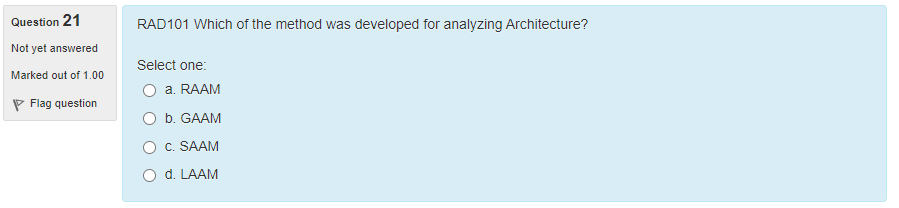 Question 21
Not yet answered
Marked out of 1.00
Flag question
RAD101 Which of the method was developed for analyzing Architecture?
Select one:
a. RAAM
b. GAAM
c. SAAM
d. LAAM